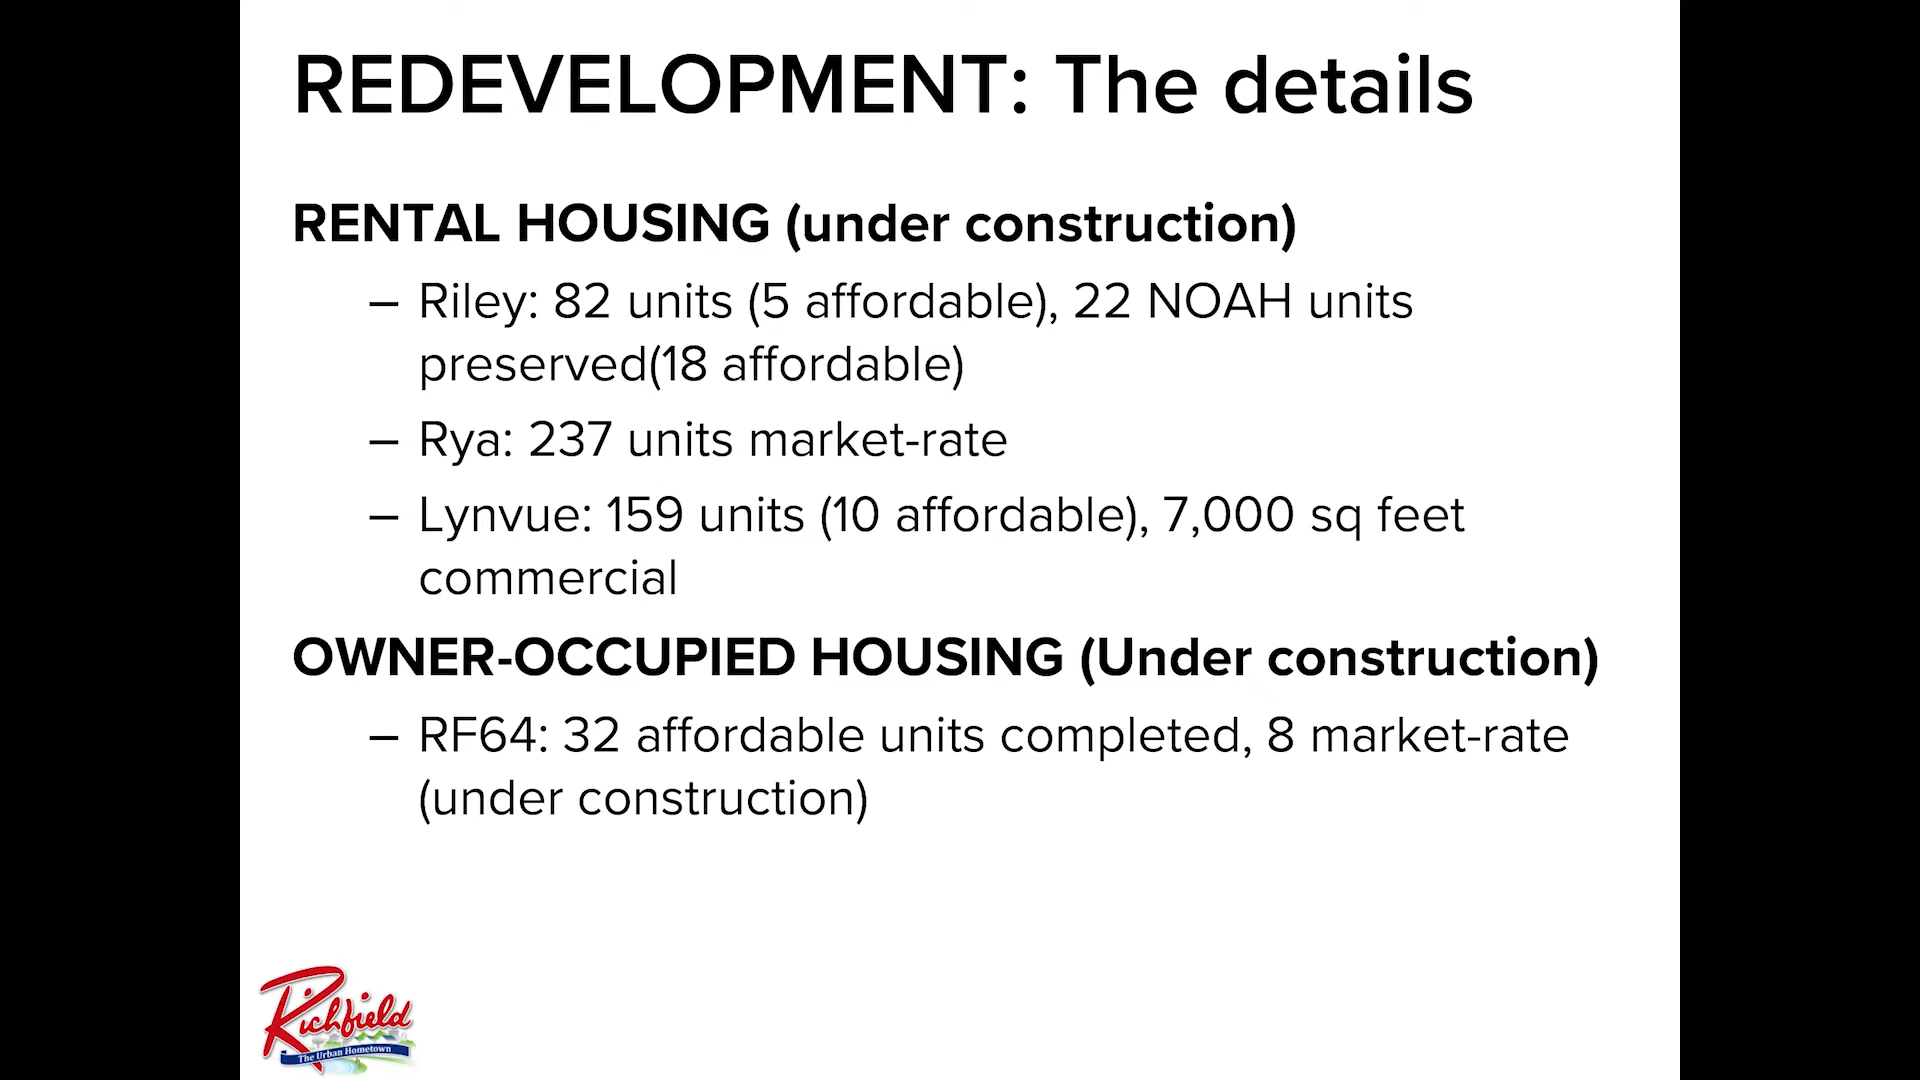 REDEVELOPMENT: The details
RENTAL HOUSING (under construction)
– Riley: 82 units (5 affordable), 22 NOAH units
preserved(18 affordable)
– Rya: 237 units market-rate
– Lynvue: 159 units (10 affordable), 7,000 sq feet
commercial
OWNER-OCCUPIED HOUSING (Under construction)
– RF64: 32 affordable units completed, 8 market-rate
(under construction)
Richfield
The Urban Hometown